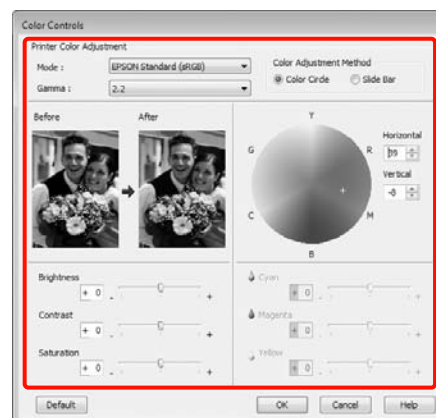 Color Controls
Printer Color Adjustment
Mode : EPSON Standard (sRGB)
Gamma : 2.2
Color Adjustment Method
Color Circle Slide Bar
Before After
Y
G R
C M
B
Horizontal
39
Vertical
-8
Brightness
+ 0 - +
Contrast
+ 0 - +
Saturation
+ 0 - +
Cyan
+ 0 - +
Magenta
+ 0 - +
Yellow
+ 0 - +
Default OK Cancel Help